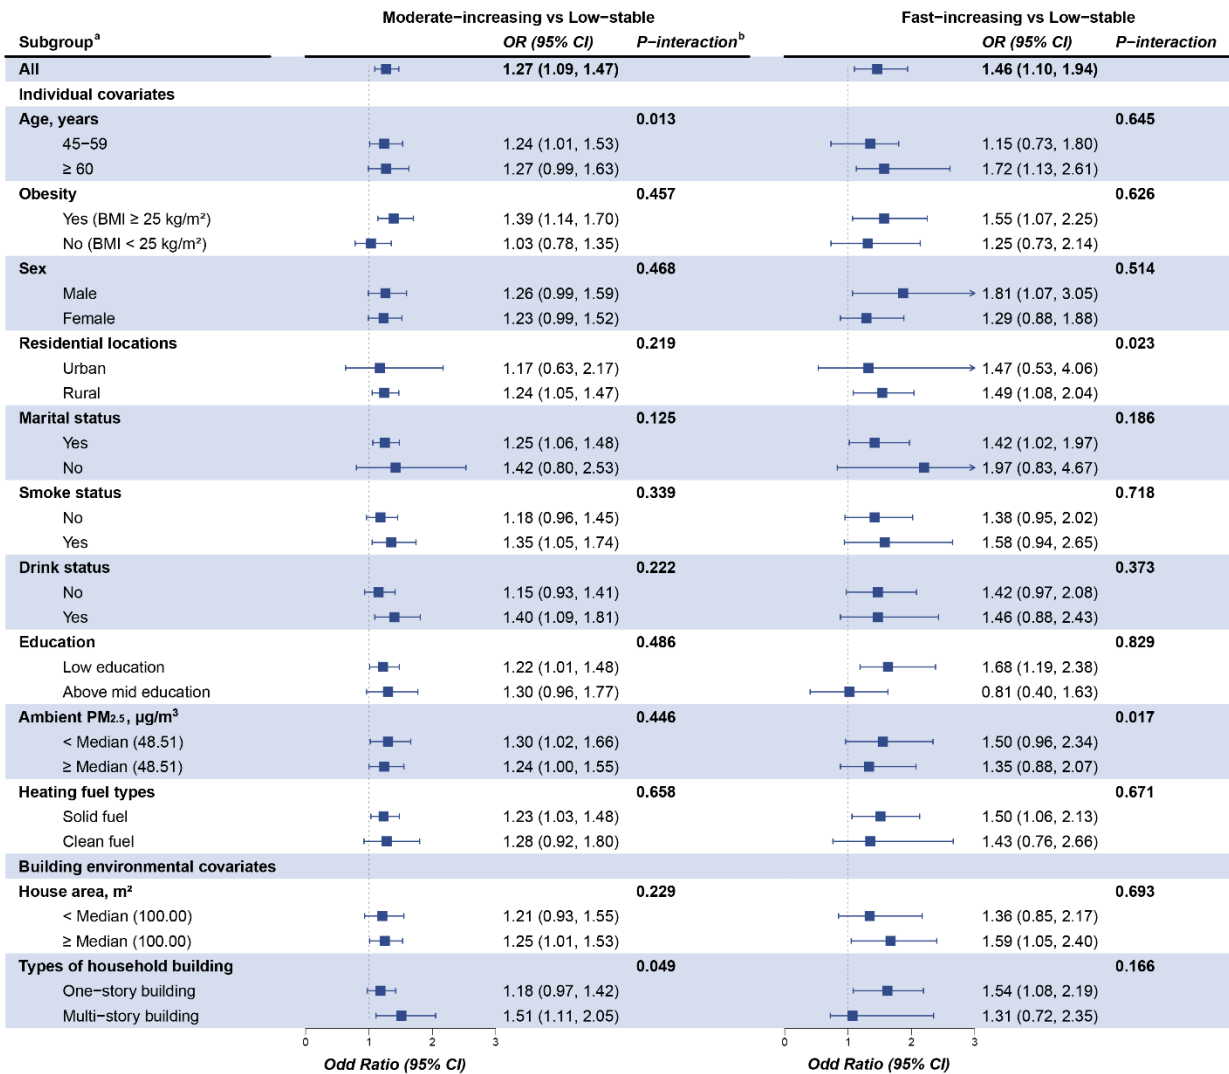 Moderate−increasing vs Low−stable Fast−increasing vs Low−stable
Subgroupᵃ OR (95% CI) P−interactionᵇ OR (95% CI) P−interaction
All 1.27 (1.09, 1.47) 1.46 (1.10, 1.94)
Individual covariates
Age, years 0.013 0.645
45−59 1.24 (1.01, 1.53) 1.15 (0.73, 1.80)
≥ 60 1.27 (0.99, 1.63) 1.72 (1.13, 2.61)
Obesity 0.457 0.626
Yes (BMI ≥ 25 kg/m²) 1.39 (1.14, 1.70) 1.55 (1.07, 2.25)
No (BMI < 25 kg/m²) 1.03 (0.78, 1.35) 1.25 (0.73, 2.14)
Sex 0.468 0.514
Male 1.26 (0.99, 1.59) 1.81 (1.07, 3.05)
Female 1.23 (0.99, 1.52) 1.29 (0.88, 1.88)
Residential locations 0.219 0.023
Urban 1.17 (0.63, 2.17) 1.47 (0.53, 4.06)
Rural 1.24 (1.05, 1.47) 1.49 (1.08, 2.04)
Marital status 0.125 0.186
Yes 1.25 (1.06, 1.48) 1.42 (1.02, 1.97)
No 1.42 (0.80, 2.53) 1.97 (0.83, 4.67)
Smoke status 0.339 0.718
No 1.18 (0.96, 1.45) 1.38 (0.95, 2.02)
Yes 1.35 (1.05, 1.74) 1.58 (0.94, 2.65)
Drink status 0.222 0.373
No 1.15 (0.93, 1.41) 1.42 (0.97, 2.08)
Yes 1.40 (1.09, 1.81) 1.46 (0.88, 2.43)
Education 0.486 0.829
Low education 1.22 (1.01, 1.48) 1.68 (1.19, 2.38)
Above mid education 1.30 (0.96, 1.77) 0.81 (0.40, 1.63)
Ambient PM₂.₅, µg/m³ 0.446 0.017
< Median (48.51) 1.30 (1.02, 1.66) 1.50 (0.96, 2.34)
≥ Median (48.51) 1.24 (1.00, 1.55) 1.35 (0.88, 2.07)
Heating fuel types 0.658 0.671
Solid fuel 1.23 (1.03, 1.48) 1.50 (1.06, 2.13)
Clean fuel 1.28 (0.92, 1.80) 1.43 (0.76, 2.66)
Building environmental covariates
House area, m² 0.229 0.693
< Median (100.00) 1.21 (0.93, 1.55) 1.36 (0.85, 2.17)
≥ Median (100.00) 1.25 (1.01, 1.53) 1.59 (1.05, 2.40)
Types of household building 0.049 0.166
One−story building 1.18 (0.97, 1.42) 1.54 (1.08, 2.19)
Multi−story building 1.51 (1.11, 2.05) 1.31 (0.72, 2.35)
0 1 2 3 0 1 2 3
Odd Ratio (95% CI) Odd Ratio (95% CI)